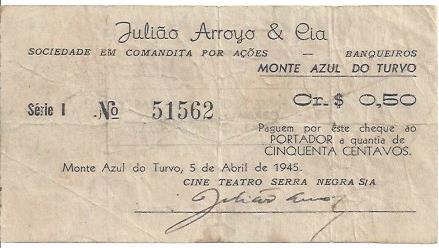 Julião Arroyo & Cia
SOCIEDADE EM COMANDITA POR AÇÕES — BANQUEIROS
MONTE AZUL DO TURVO
Série I Nº 51562 Cr.$ 0,50
Paguem por êste cheque ao
PORTADOR a quantia de
CINQUENTA CENTAVOS.
Monte Azul do Turvo, 5 de Abril de 1945.
CINE TEATRO SERRA NEGRA S/A
Julião Arroyo